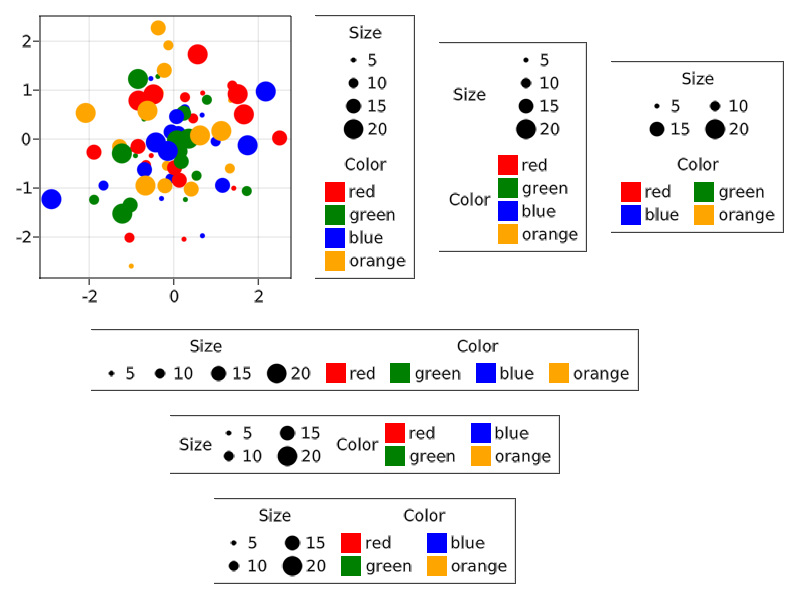 2
1
0
-1
-2
-2 0 2
Size
5
10
15
20
Color
red
green
blue
orange
Size
5
10
15
20
Color
red
green
blue
orange
Size
5 10
15 20
Color
red green
blue orange
Size Color
5 10 15 20 red green blue orange
Size 5 15 Color red blue
10 20 green orange
Size Color
5 15 red blue
10 20 green orange